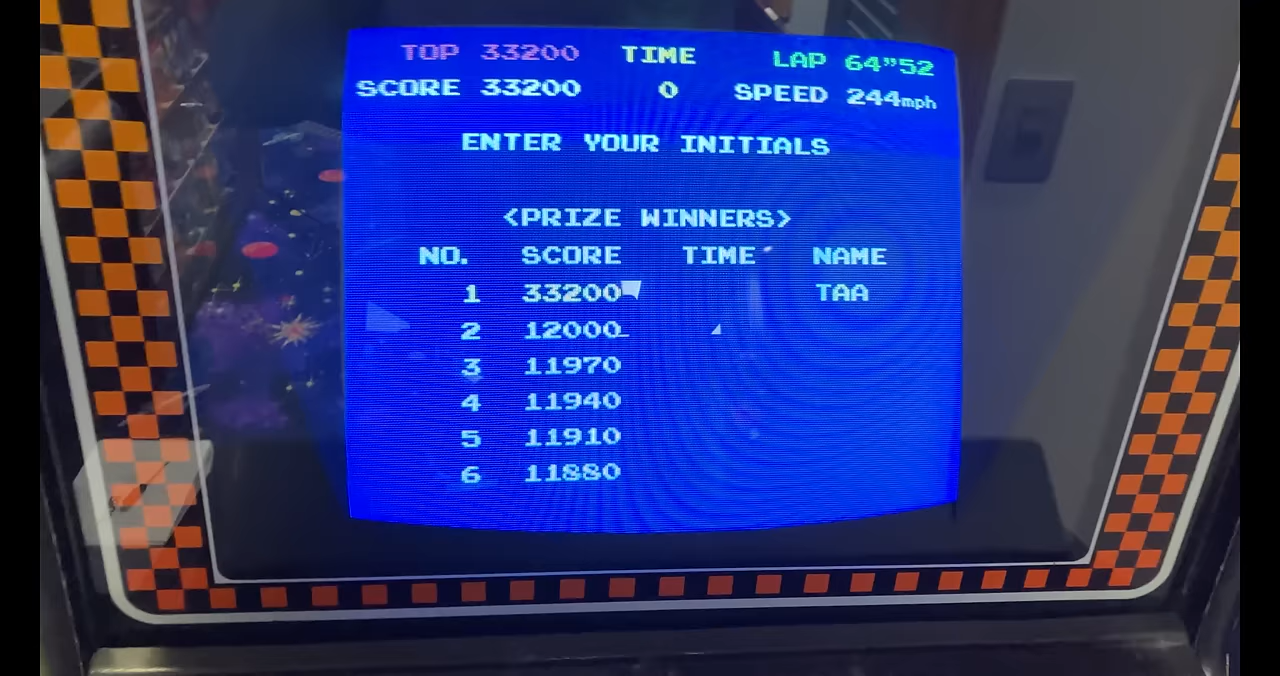 TOP 33200 TIME LAP 64"52
SCORE 33200 0 SPEED 244mph
ENTER YOUR INITIALS
<PRIZE WINNERS>
NO. SCORE TIME NAME
1 33200 TAA
2 12000
3 11970
4 11940
5 11910
6 11880